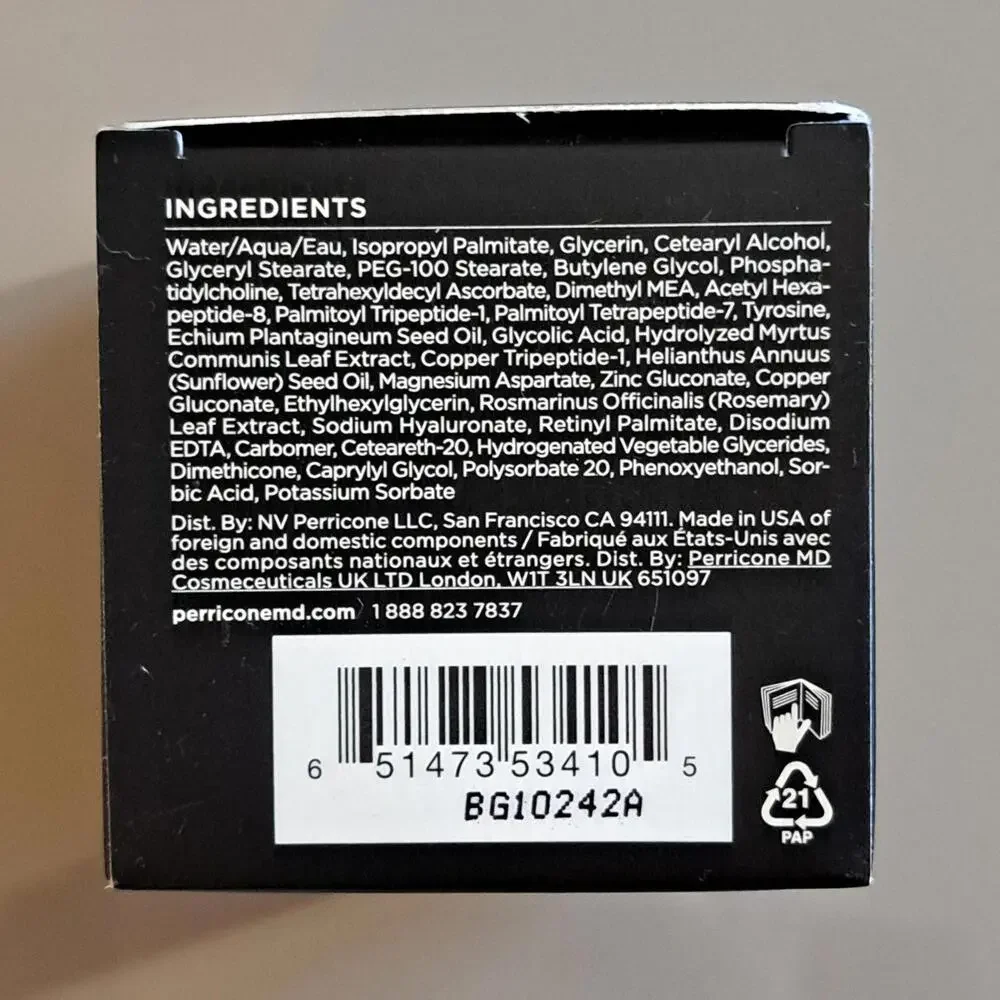 INGREDIENTS
Water/Aqua/Eau, Isopropyl Palmitate, Glycerin, Cetearyl Alcohol,
Glyceryl Stearate, PEG-100 Stearate, Butylene Glycol, Phospha-
tidylcholine, Tetrahexyldecyl Ascorbate, Dimethyl MEA, Acetyl Hexa-
peptide-8, Palmitoyl Tripeptide-1, Palmitoyl Tetrapeptide-7, Tyrosine,
Echium Plantagineum Seed Oil, Glycolic Acid, Hydrolyzed Myrtus
Communis Leaf Extract, Copper Tripeptide-1, Helianthus Annuus
(Sunflower) Seed Oil, Magnesium Aspartate, Zinc Gluconate, Copper
Gluconate, Ethylhexylglycerin, Rosmarinus Officinalis (Rosemary)
Leaf Extract, Sodium Hyaluronate, Retinyl Palmitate, Disodium
EDTA, Carbomer, Ceteareth-20, Hydrogenated Vegetable Glycerides,
Dimethicone, Caprylyl Glycol, Polysorbate 20, Phenoxyethanol, Sor-
bic Acid, Potassium Sorbate
Dist. By: NV Perricone LLC, San Francisco CA 94111. Made in USA of
foreign and domestic components / Fabriqué aux États-Unis avec
des composants nationaux et étrangers. Dist. By: Perricone MD
Cosmeceuticals UK LTD London, W1T 3LN UK 651097
perriconemd.com 1 888 823 7837
6 51473 53410 5
BG10242A
21
PAP